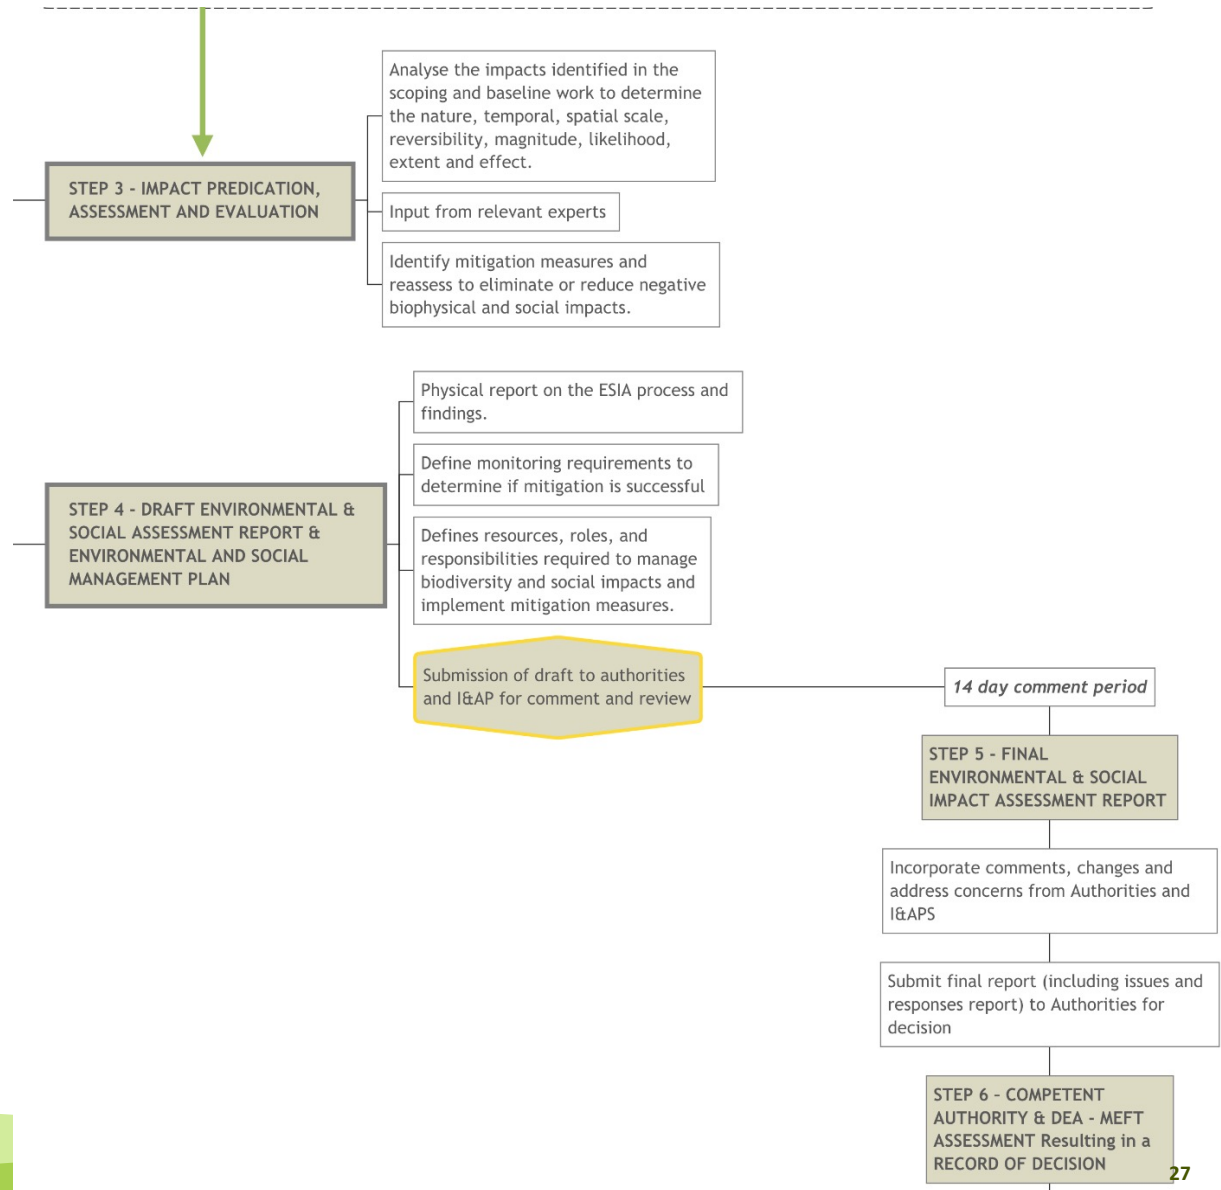 Analyse the impacts identified in the
scoping and baseline work to determine
the nature, temporal, spatial scale,
reversibility, magnitude, likelihood,
extent and effect.
STEP 3 - IMPACT PREDICATION,
ASSESSMENT AND EVALUATION
Input from relevant experts
Identify mitigation measures and
reassess to eliminate or reduce negative
biophysical and social impacts.
Physical report on the ESIA process and
findings.
Define monitoring requirements to
determine if mitigation is successful
STEP 4 - DRAFT ENVIRONMENTAL &
SOCIAL ASSESSMENT REPORT &
ENVIRONMENTAL AND SOCIAL
MANAGEMENT PLAN
Defines resources, roles, and
responsibilities required to manage
biodiversity and social impacts and
implement mitigation measures.
Submission of draft to authorities
and I&AP for comment and review
14 day comment period
STEP 5 - FINAL
ENVIRONMENTAL & SOCIAL
IMPACT ASSESSMENT REPORT
Incorporate comments, changes and
address concerns from Authorities and
I&APS
Submit final report (including issues and
responses report) to Authorities for
decision
STEP 6 - COMPETENT
AUTHORITY & DEA - MEFT
ASSESSMENT Resulting in a
RECORD OF DECISION
27